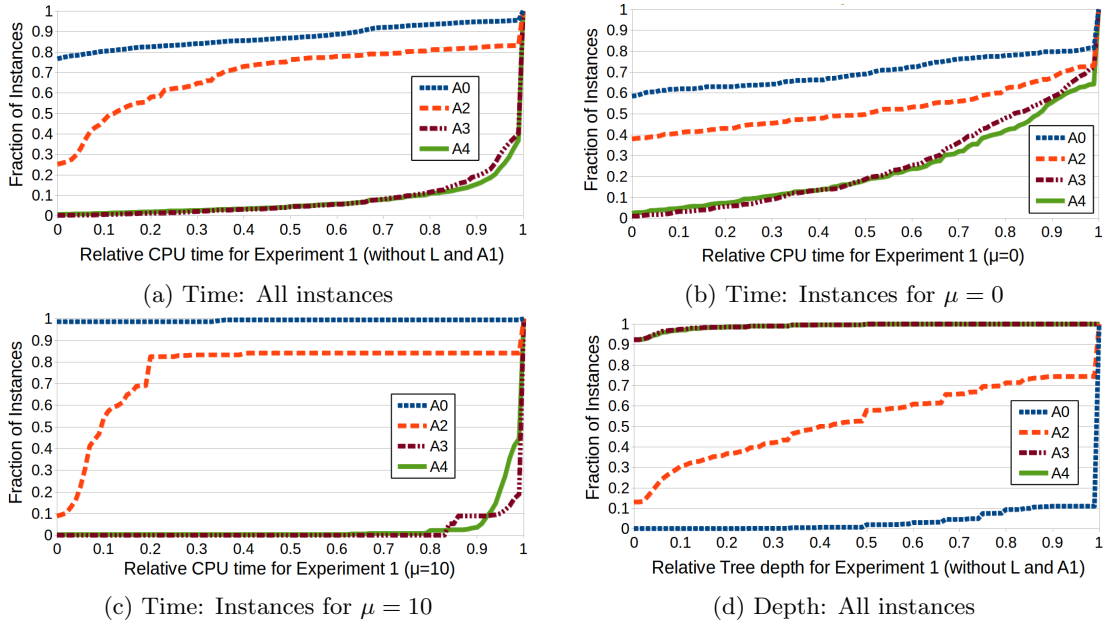 Fraction of Instances
1
0.9
0.8
0.7
0.6
0.5
0.4
0.3
0.2
0.1
0
A0
A2
A3
A4
0 0.1 0.2 0.3 0.4 0.5 0.6 0.7 0.8 0.9 1
Relative CPU time for Experiment 1 (without L and A1)
(a) Time: All instances
Fraction of Instances
1
0.9
0.8
0.7
0.6
0.5
0.4
0.3
0.2
0.1
0
A0
A2
A3
A4
0 0.1 0.2 0.3 0.4 0.5 0.6 0.7 0.8 0.9 1
Relative CPU time for Experiment 1 (μ=0)
(b) Time: Instances for μ = 0
Fraction of Instances
1
0.9
0.8
0.7
0.6
0.5
0.4
0.3
0.2
0.1
0
A0
A2
A3
A4
0 0.1 0.2 0.3 0.4 0.5 0.6 0.7 0.8 0.9 1
Relative CPU time for Experiment 1 (μ=10)
(c) Time: Instances for μ = 10
Fraction of Instances
1
0.9
0.8
0.7
0.6
0.5
0.4
0.3
0.2
0.1
0
A0
A2
A3
A4
0 0.1 0.2 0.3 0.4 0.5 0.6 0.7 0.8 0.9 1
Relative Tree depth for Experiment 1 (without L and A1)
(d) Depth: All instances